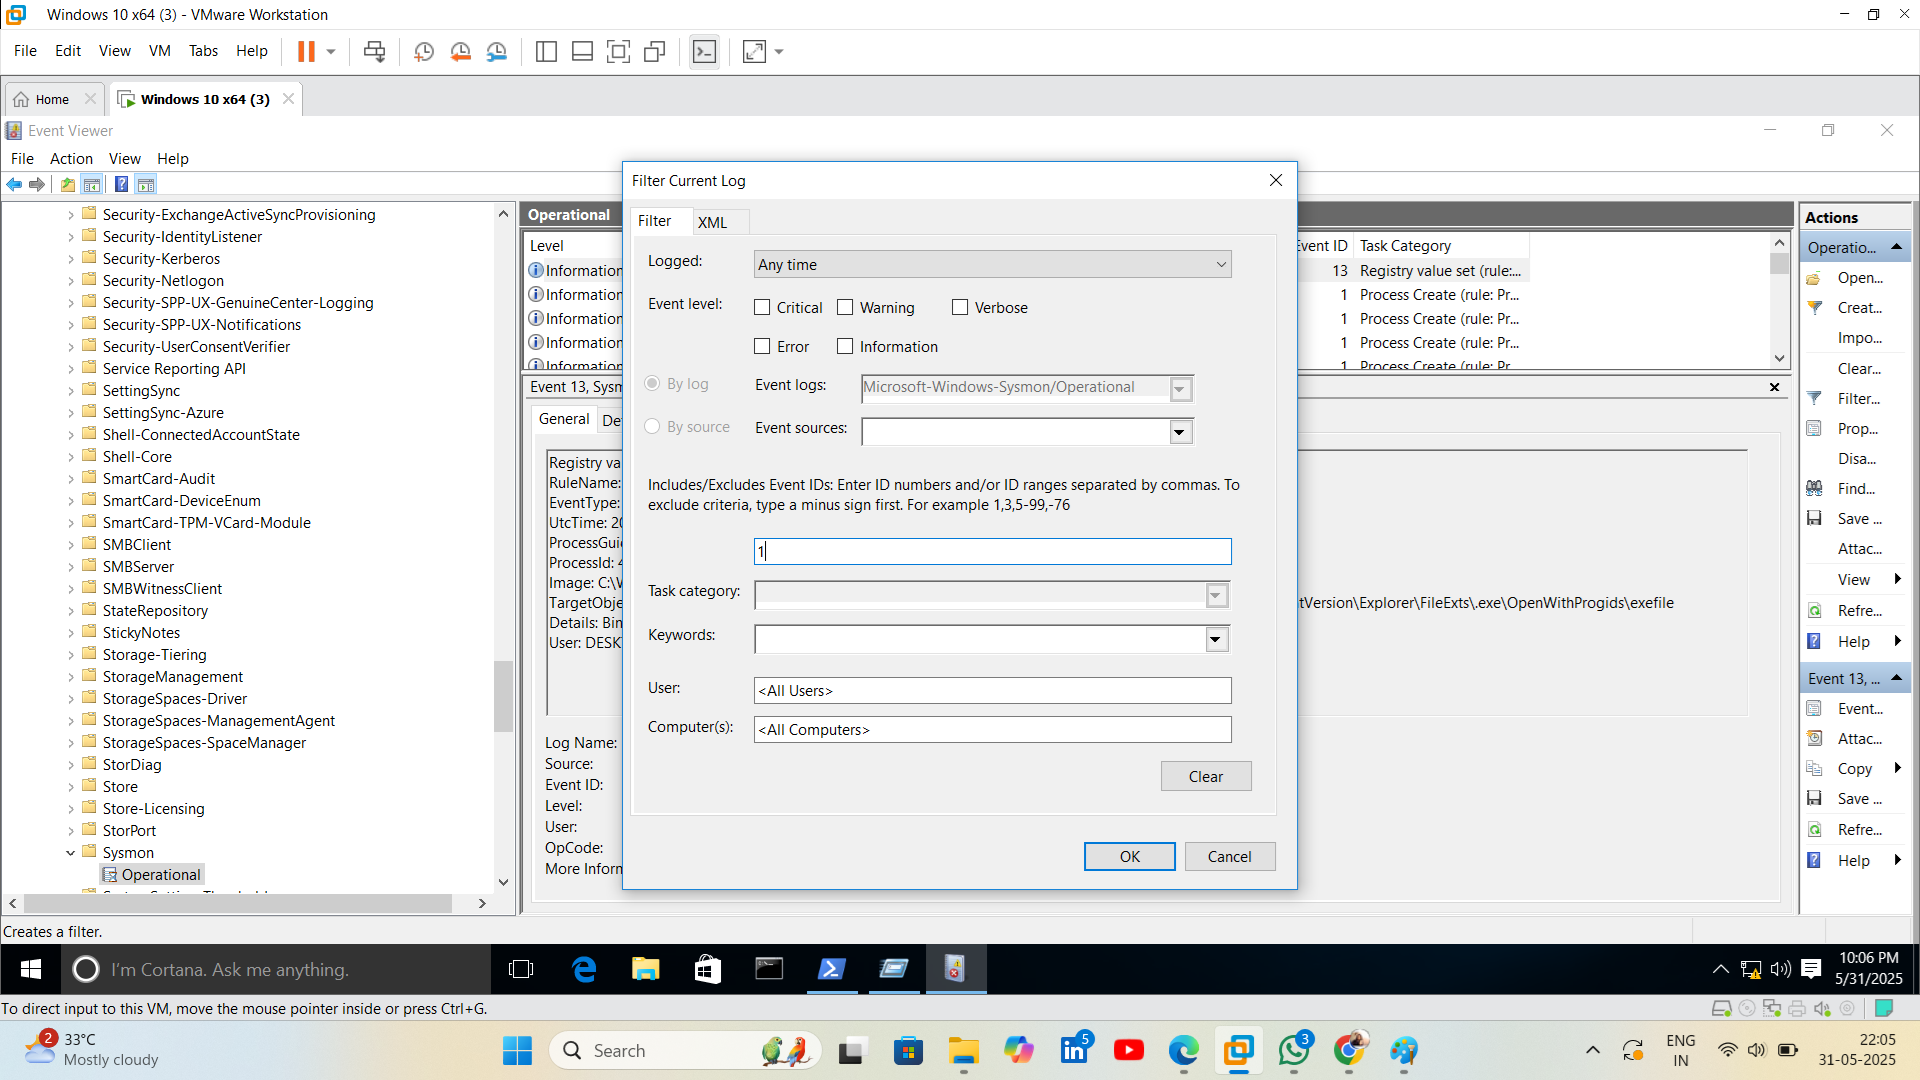 Windows 10 x64 (3) - VMware Workstation
File Edit View VM Tabs Help
Home
Windows 10 x64 (3)
Event Viewer
File Action View Help
Security-ExchangeActiveSyncProvisioning
Security-IdentityListener
Security-Kerberos
Security-Netlogon
Security-SPP-UX-GenuineCenter-Logging
Security-SPP-UX-Notifications
Security-UserConsentVerifier
Service Reporting API
SettingSync
SettingSync-Azure
Shell-ConnectedAccountState
Shell-Core
SmartCard-Audit
SmartCard-DeviceEnum
SmartCard-TPM-VCard-Module
SMBClient
SMBServer
SMBWitnessClient
StateRepository
StickyNotes
Storage-Tiering
StorageManagement
StorageSpaces-Driver
StorageSpaces-ManagementAgent
StorageSpaces-SpaceManager
StorDiag
Store
Store-Licensing
StorPort
Sysmon
Operational
Operational
Level Event ID Task Category
Information 13 Registry value set (rule:...
Information 1 Process Create (rule: Pr...
Information 1 Process Create (rule: Pr...
Information 1 Process Create (rule: Pr...
Information 1 Process Create (rule: Pr...
Event 13, Sysm
General De
Registry va
RuleName:
EventType:
UtcTime: 20
ProcessGui
ProcessId: 4
Image: C:\W
TargetObje ctVersion\Explorer\FileExts\.exe\OpenWithProgids\exefile
Details: Bin
User: DESK
Log Name:
Source:
Event ID:
Level:
User:
OpCode:
More Inform
Filter Current Log
Filter XML
Logged: Any time
Event level: Critical Warning Verbose
Error Information
By log Event logs: Microsoft-Windows-Sysmon/Operational
By source Event sources:
Includes/Excludes Event IDs: Enter ID numbers and/or ID ranges separated by commas. To
exclude criteria, type a minus sign first. For example 1,3,5-99,-76
1
Task category:
Keywords:
User: <All Users>
Computer(s): <All Computers>
Clear
OK Cancel
Actions
Operatio...
Open...
Creat...
Impo...
Clear...
Filter...
Prop...
Disa...
Find...
Save ...
Attac...
View
Refre...
Help
Event 13, ...
Event...
Attac...
Copy
Save ...
Refre...
Help
Creates a filter.
I'm Cortana. Ask me anything.
10:06 PM
5/31/2025
To direct input to this VM, move the mouse pointer inside or press Ctrl+G.
2
33°C
Mostly cloudy
Search
5
3
ENG
IN
22:05
31-05-2025